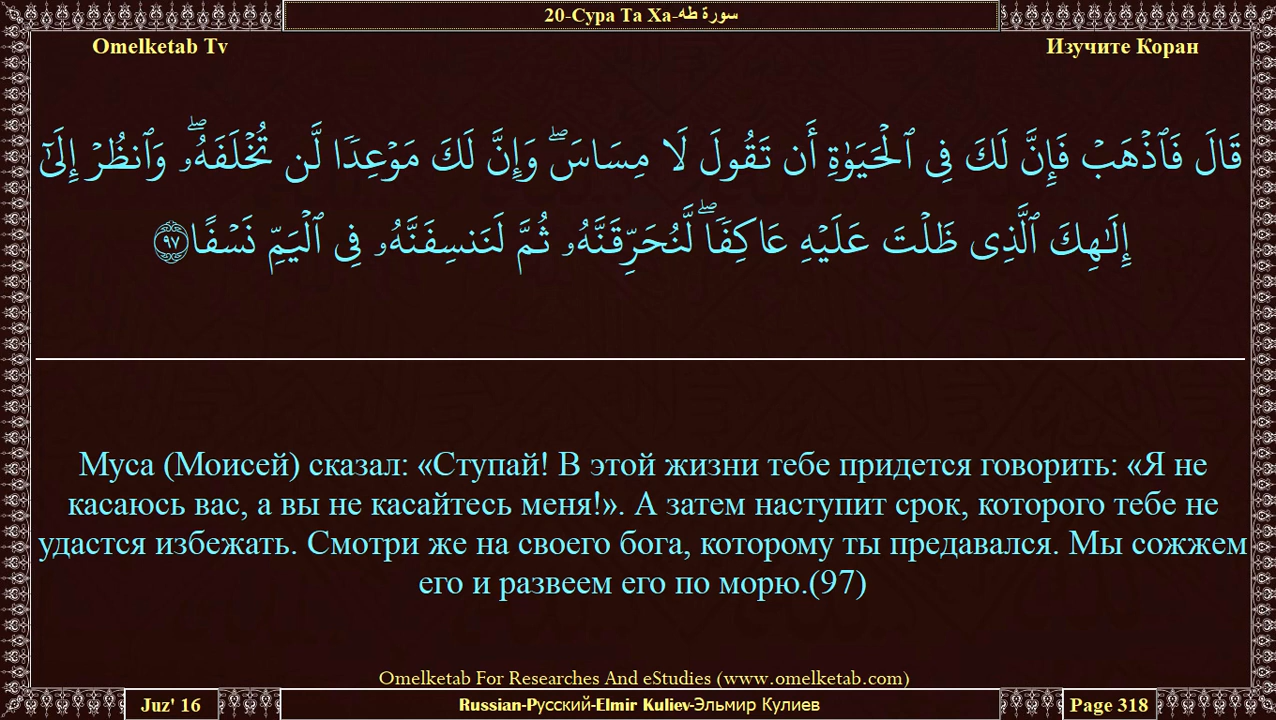 20-Сура Та Ха-سورة طه
Omelketab Tv
Изучите Коран
قَالَ فَٱذْهَبْ فَإِنَّ لَكَ فِى ٱلْحَيَوٰةِ أَن تَقُولَ لَا مِسَاسَ ۖ وَإِنَّ لَكَ مَوْعِدًا لَّن تُخْلَفَهُۥ ۖ وَٱنظُرْ إِلَىٰٓ
إِلَـٰهِكَ ٱلَّذِى ظَلْتَ عَلَيْهِ عَاكِفًا ۖ لَّنُحَرِّقَنَّهُۥ ثُمَّ لَنَنسِفَنَّهُۥ فِى ٱلْيَمِّ نَسْفًا ﴿٩٧﴾
Муса (Моисей) сказал: «Ступай! В этой жизни тебе придется говорить: «Я не
касаюсь вас, а вы не касайтесь меня!». А затем наступит срок, которого тебе не
удастся избежать. Смотри же на своего бога, которому ты предавался. Мы сожжем
его и развеем его по морю.(97)
Omelketab For Researches And eStudies (www.omelketab.com)
Juz' 16
Russian-Русский-Elmir Kuliev-Эльмир Кулиев
Page 318